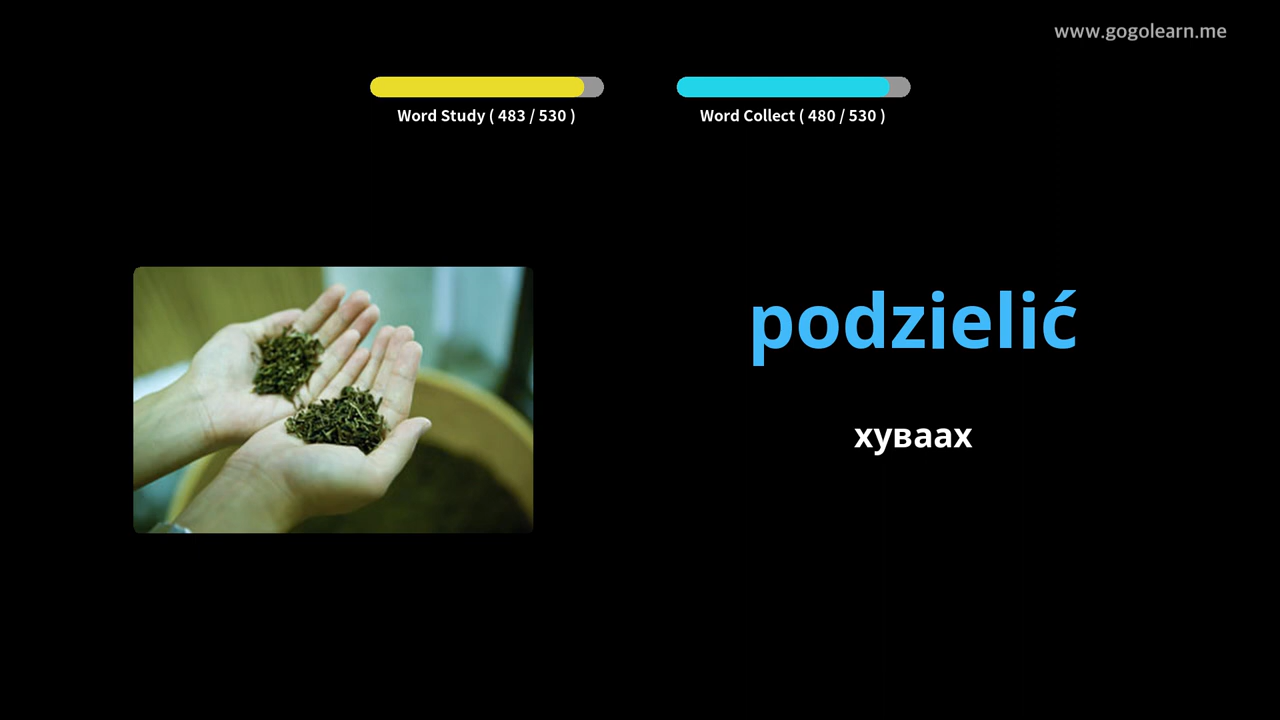 www.gogolearn.me
Word Study ( 483 / 530 )
Word Collect ( 480 / 530 )
podzielić
хуваах